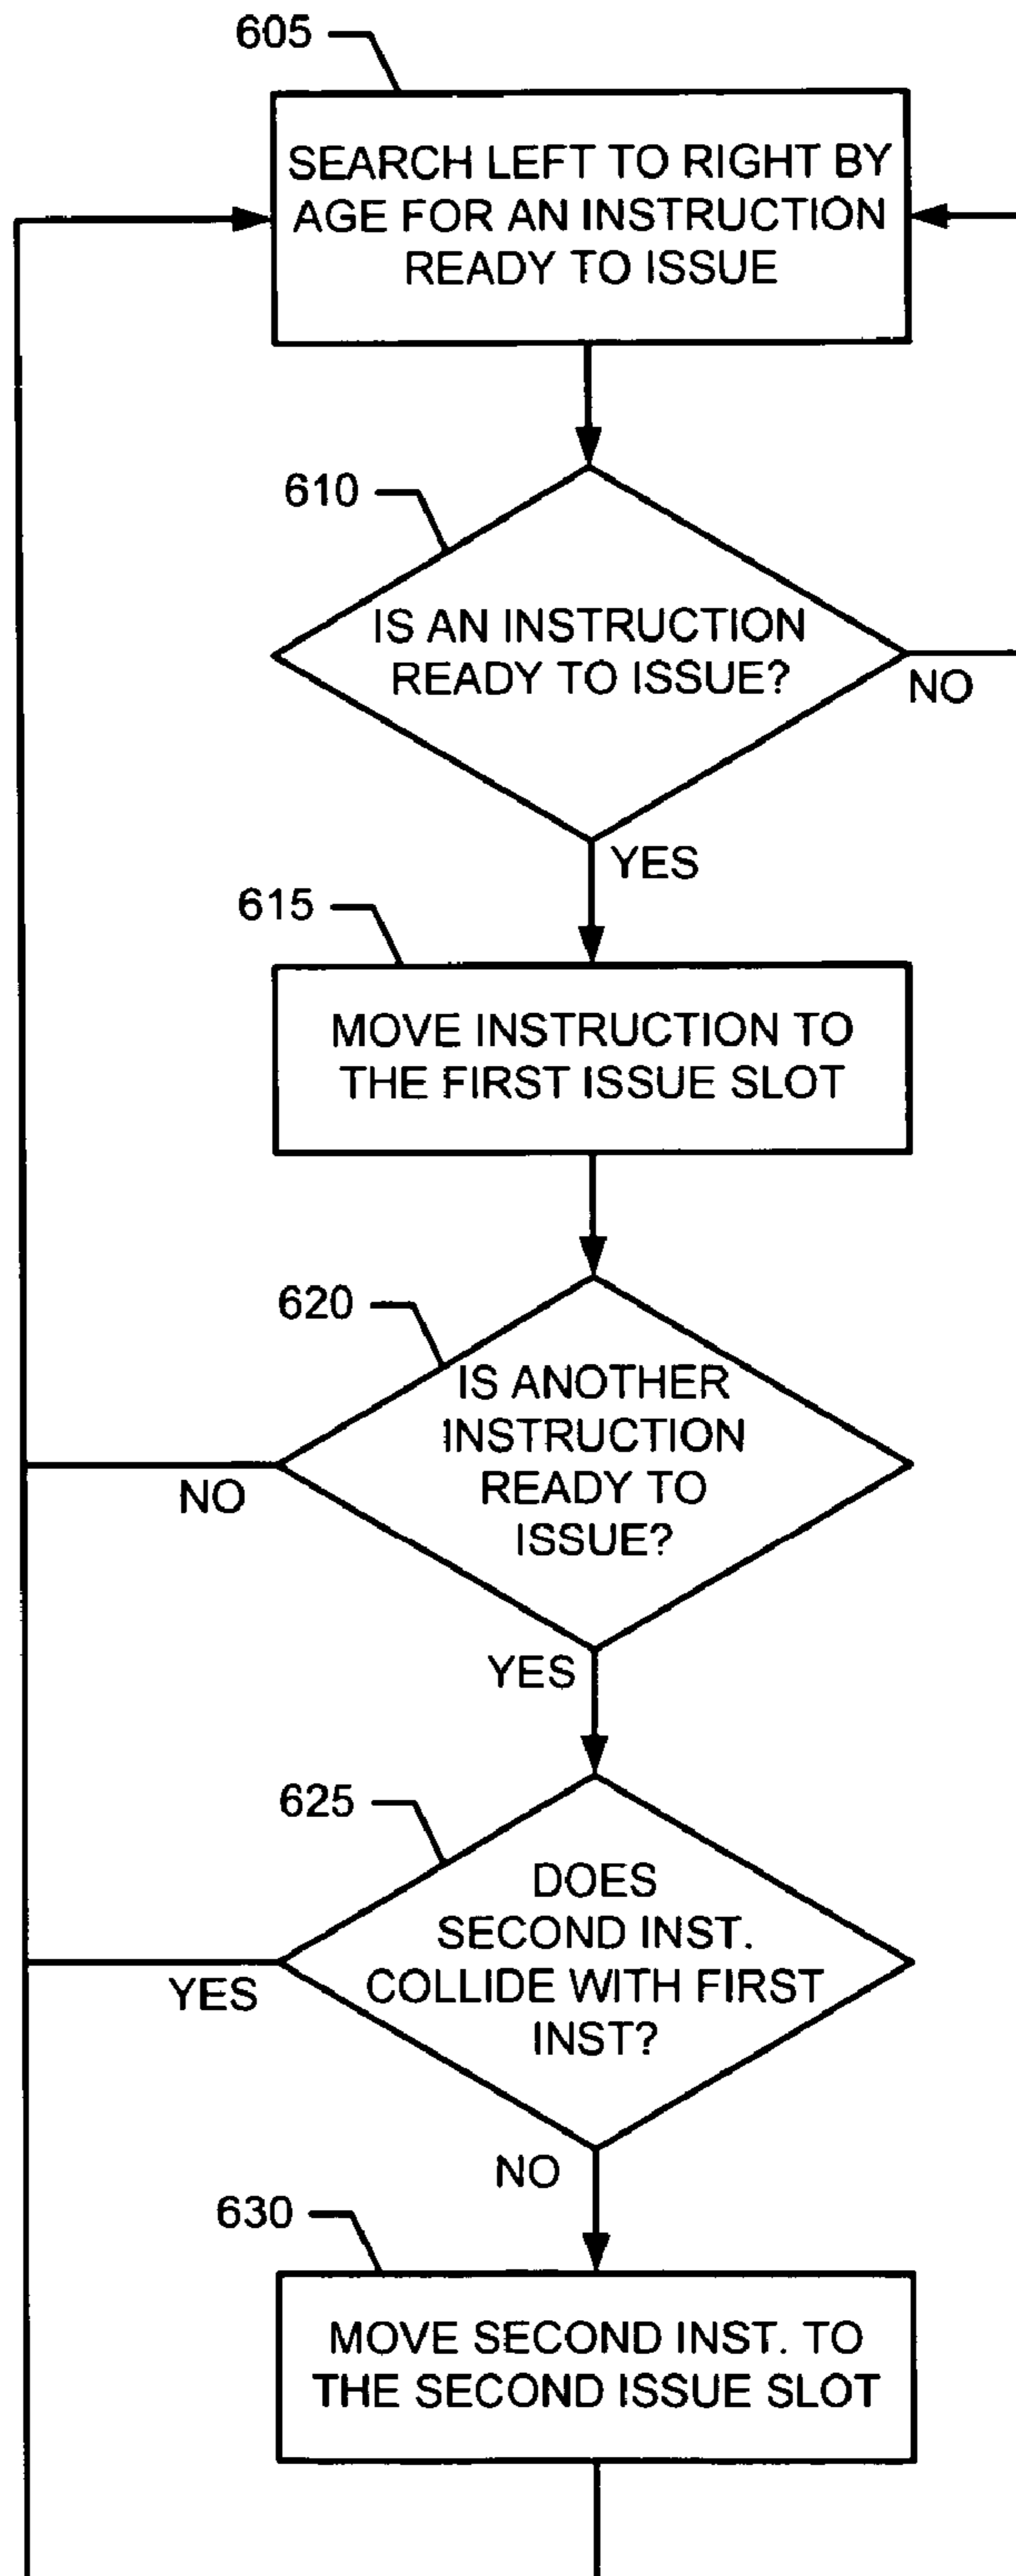 605
SEARCH LEFT TO RIGHT BY
AGE FOR AN INSTRUCTION
READY TO ISSUE
610
IS AN INSTRUCTION
READY TO ISSUE?
NO
YES
615
MOVE INSTRUCTION TO
THE FIRST ISSUE SLOT
620
IS ANOTHER
INSTRUCTION
READY TO
ISSUE?
NO
YES
625
DOES
SECOND INST.
COLLIDE WITH FIRST
INST?
YES
NO
630
MOVE SECOND INST. TO
THE SECOND ISSUE SLOT